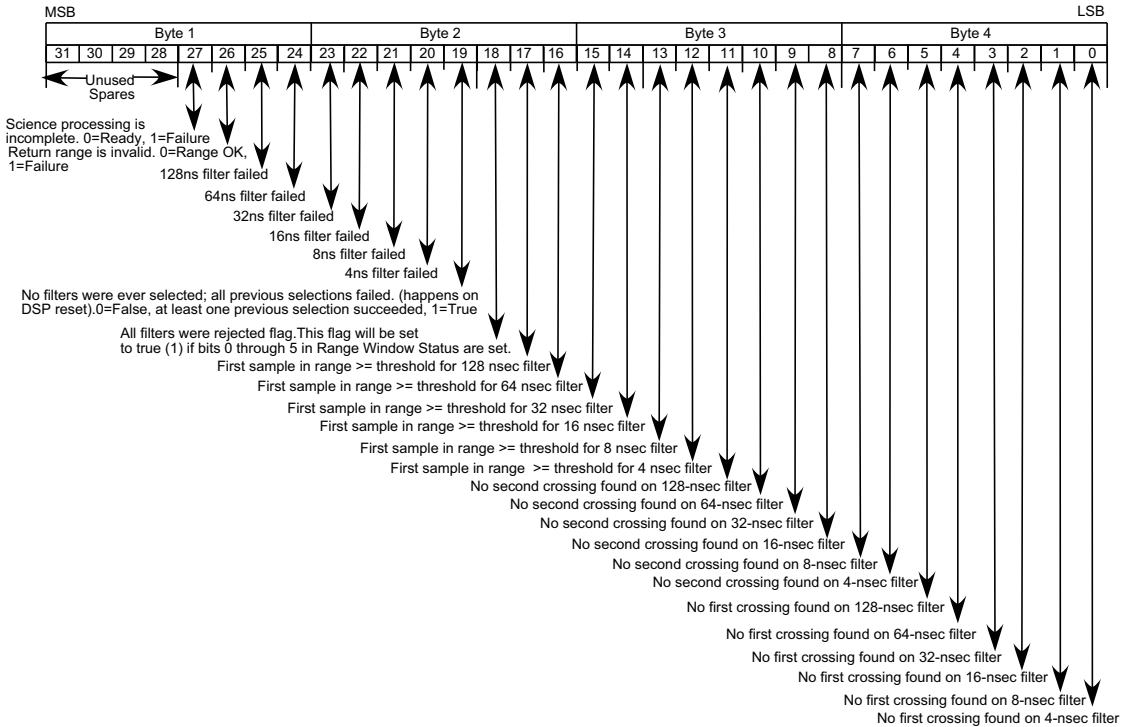 MSB LSB
Byte 1 Byte 2 Byte 3 Byte 4
31 30 29 28 27 26 25 24 23 22 21 20 19 18 17 16 15 14 13 12 11 10 9 8 7 6 5 4 3 2 1 0
Unused
Spares
Science processing is
incomplete. 0=Ready, 1=Failure
Return range is invalid. 0=Range OK,
1=Failure
128ns filter failed
64ns filter failed
32ns filter failed
16ns filter failed
8ns filter failed
4ns filter failed
No filters were ever selected; all previous selections failed. (happens on
DSP reset).0=False, at least one previous selection succeeded, 1=True
All filters were rejected flag.This flag will be set
to true (1) if bits 0 through 5 in Range Window Status are set.
First sample in range >= threshold for 128 nsec filter
First sample in range >= threshold for 64 nsec filter
First sample in range >= threshold for 32 nsec filter
First sample in range >= threshold for 16 nsec filter
First sample in range >= threshold for 8 nsec filter
First sample in range >= threshold for 4 nsec filter
No second crossing found on 128-nsec filter
No second crossing found on 64-nsec filter
No second crossing found on 32-nsec filter
No second crossing found on 16-nsec filter
No second crossing found on 8-nsec filter
No second crossing found on 4-nsec filter
No first crossing found on 128-nsec filter
No first crossing found on 64-nsec filter
No first crossing found on 32-nsec filter
No first crossing found on 16-nsec filter
No first crossing found on 8-nsec filter
No first crossing found on 4-nsec filter